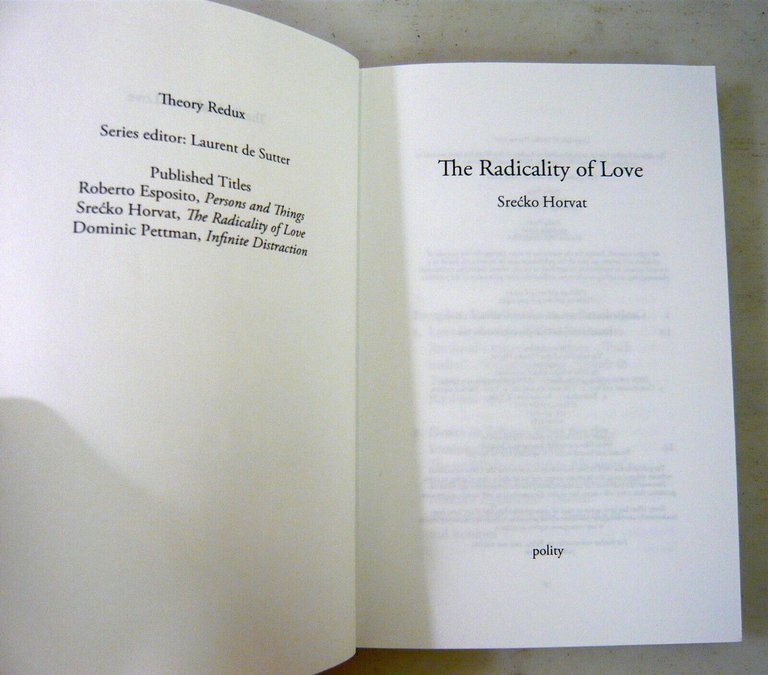 Theory Redux
Series editor: Laurent de Sutter
Published Titles
Roberto Esposito, Persons and Things
Srećko Horvat, The Radicality of Love
Dominic Pettman, Infinite Distraction
The Radicality of Love
Srećko Horvat
polity